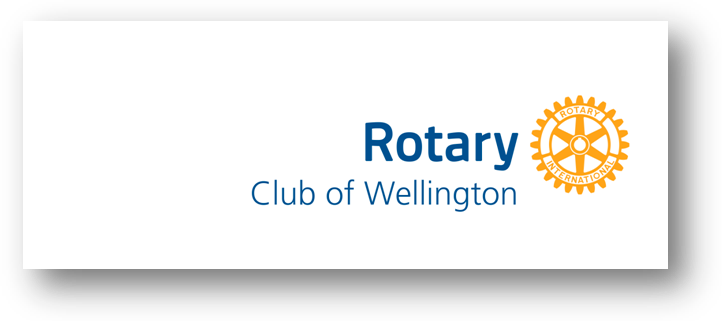 Rotary
Club of Wellington
ROTARY
INTERNATIONAL